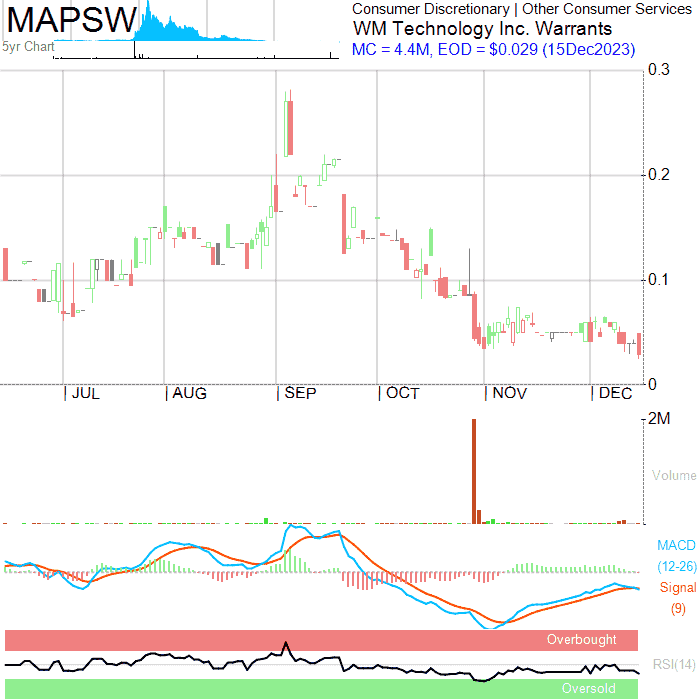 MAPSW
Consumer Discretionary | Other Consumer Services
WM Technology Inc. Warrants
5yr Chart
MC = 4.4M, EOD = $0.029 (15Dec2023)
0.3
0.2
0.1
0
| JUL | AUG | SEP | OCT | NOV | DEC
2M
Volume
MACD
(12-26)
Signal
(9)
Overbought
RSI(14)
Oversold